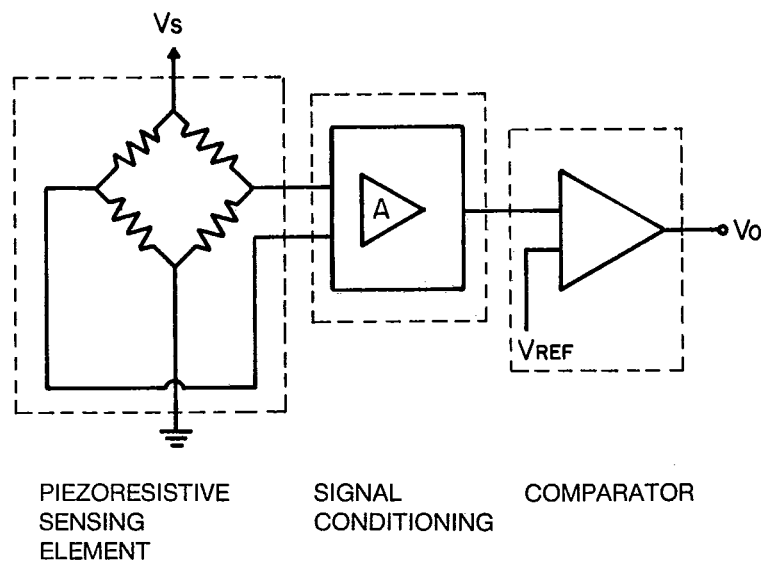 Vs
A
Vo
VREF
PIEZORESISTIVE
SENSING
ELEMENT
SIGNAL
CONDITIONING
COMPARATOR